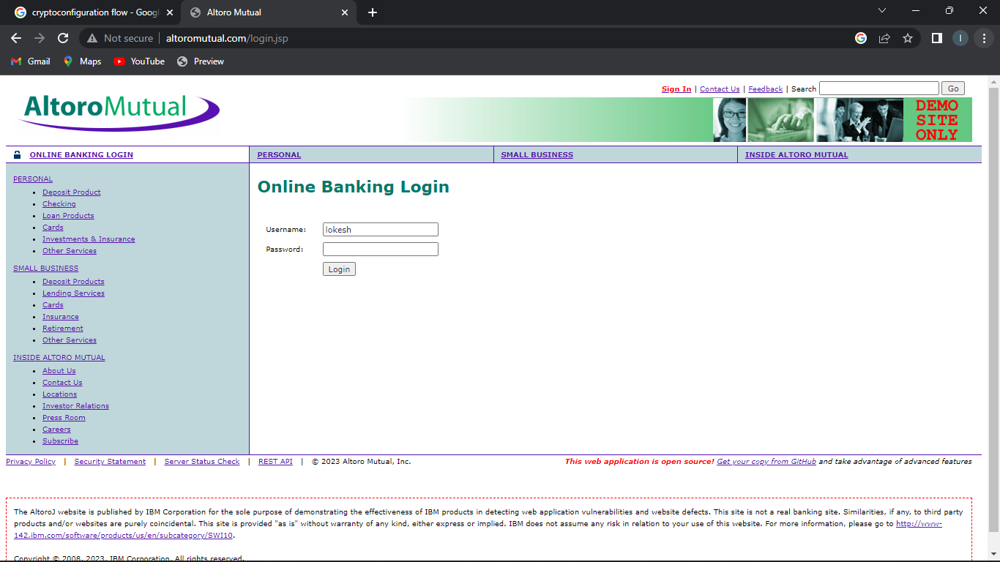 cryptoconfiguration flow - Googl
Altoro Mutual
Not secure
altoromutual.com/login.jsp
I
Gmail
Maps
YouTube
Preview
AltoroMutual
Sign In | Contact Us | Feedback | Search
Go
DEMO
SITE
ONLY
ONLINE BANKING LOGIN
PERSONAL
SMALL BUSINESS
INSIDE ALTORO MUTUAL
PERSONAL
Deposit Product
Checking
Loan Products
Cards
Investments & Insurance
Other Services
SMALL BUSINESS
Deposit Products
Lending Services
Cards
Insurance
Retirement
Other Services
INSIDE ALTORO MUTUAL
About Us
Contact Us
Locations
Investor Relations
Press Room
Careers
Subscribe
Online Banking Login
Username:
lokesh
Password:
Login
Privacy Policy | Security Statement | Server Status Check | REST API | © 2023 Altoro Mutual, Inc.
This web application is open source! Get your copy from GitHub and take advantage of advanced features
The AltoroJ website is published by IBM Corporation for the sole purpose of demonstrating the effectiveness of IBM products in detecting web application vulnerabilities and website defects. This site is not a real banking site. Similarities, if any, to third party
products and/or websites are purely coincidental. This site is provided "as is" without warranty of any kind, either express or implied. IBM does not assume any risk in relation to your use of this website. For more information, please go to http://www-
142.ibm.com/software/products/us/en/subcategory/SWI10.
Copyright © 2008, 2023, IBM Corporation, All rights reserved.